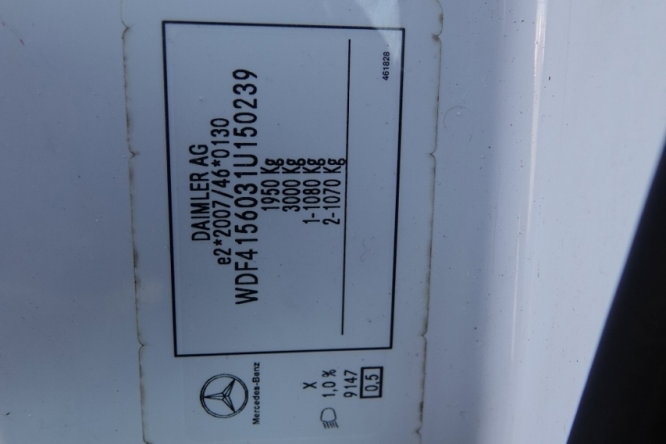 DAIMLER AG
e2*2007/46*0130
WDF4156031U150239
1950 Kg
3000 Kg
1-1080 Kg
2-1070 Kg
461828
Mercedes-Benz
X
1,0 %
9147
0.5